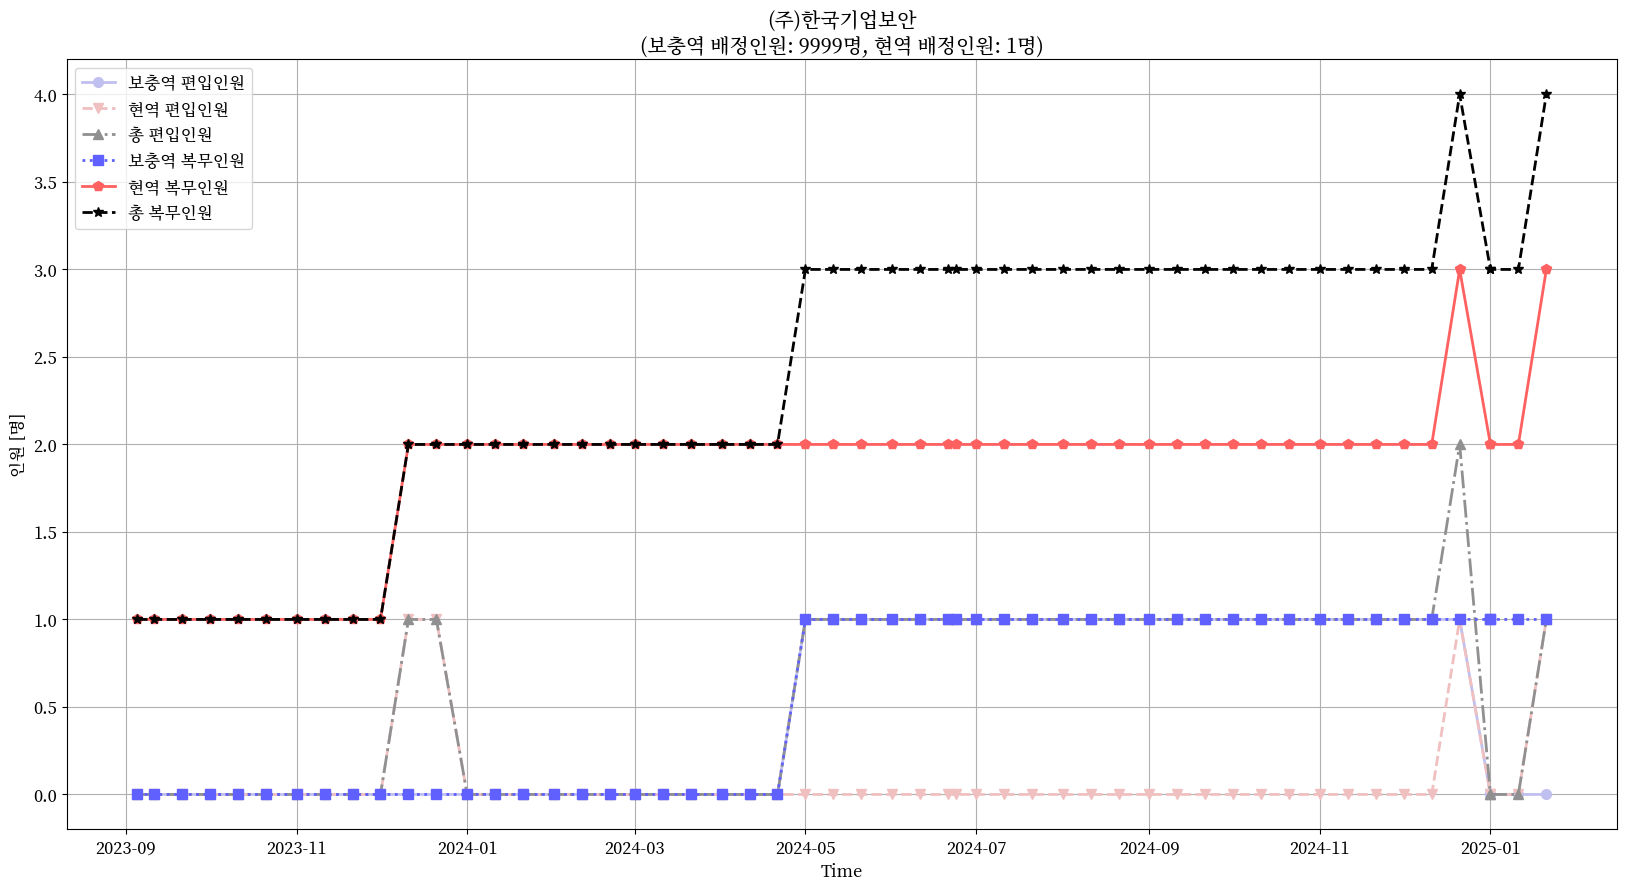 (주)한국기업보안
(보충역 배정인원: 9999명, 현역 배정인원: 1명)
보충역 편입인원
현역 편입인원
총 편입인원
보충역 복무인원
현역 복무인원
총 복무인원
4.0
3.5
3.0
2.5
2.0
1.5
1.0
0.5
0.0
인원 [명]
2023-09 2023-11 2024-01 2024-03 2024-05 2024-07 2024-09 2024-11 2025-01
Time